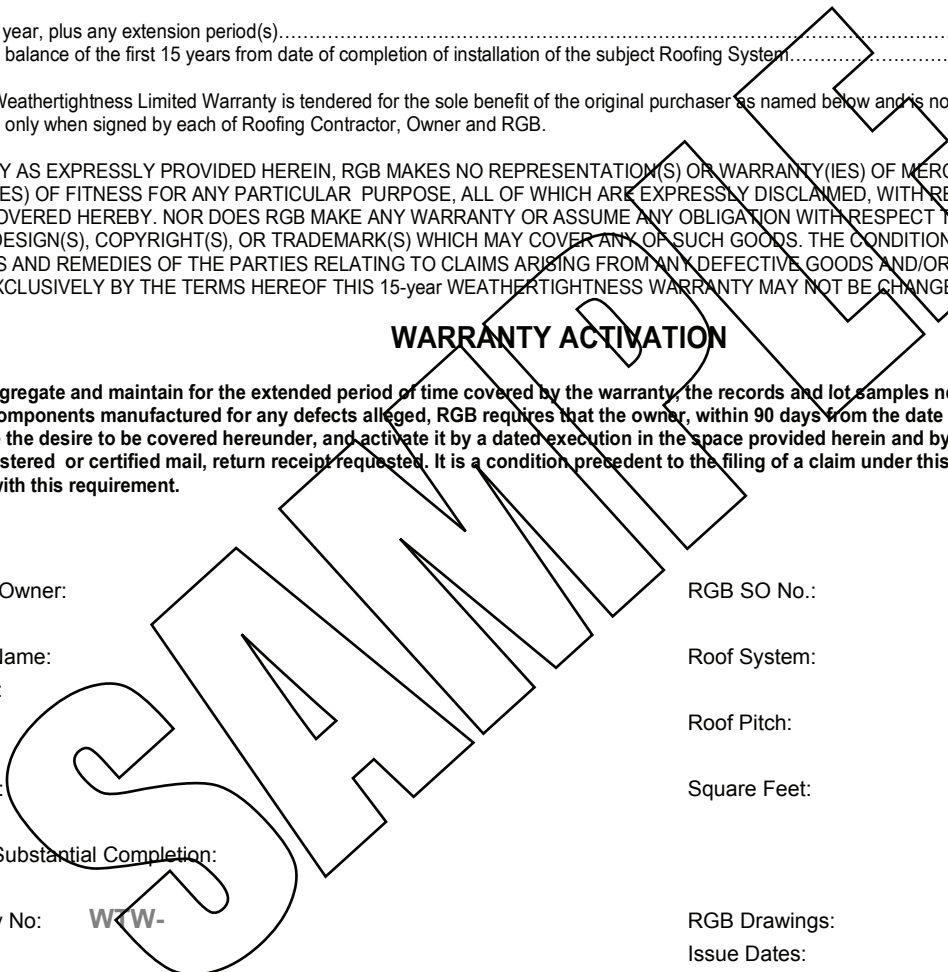 year, plus any extension period(s)…………………………………………………………………………………………………
balance of the first 15 years from date of completion of installation of the subject Roofing System……………………
Weathertightness Limited Warranty is tendered for the sole benefit of the original purchaser as named below and is no
only when signed by each of Roofing Contractor, Owner and RGB.
Y AS EXPRESSLY PROVIDED HEREIN, RGB MAKES NO REPRESENTATION(S) OR WARRANTY(IES) OF MERC
ES) OF FITNESS FOR ANY PARTICULAR PURPOSE, ALL OF WHICH ARE EXPRESSLY DISCLAIMED, WITH RE
OVERED HEREBY. NOR DOES RGB MAKE ANY WARRANTY OR ASSUME ANY OBLIGATION WITH RESPECT T
DESIGN(S), COPYRIGHT(S), OR TRADEMARK(S) WHICH MAY COVER ANY OF SUCH GOODS. THE CONDITION
S AND REMEDIES OF THE PARTIES RELATING TO CLAIMS ARISING FROM ANY DEFECTIVE GOODS AND/OR
XCLUSIVELY BY THE TERMS HEREOF THIS 15-year WEATHERTIGHTNESS WARRANTY MAY NOT BE CHANGE
WARRANTY ACTIVATION
gregate and maintain for the extended period of time covered by the warranty, the records and lot samples ne
omponents manufactured for any defects alleged, RGB requires that the owner, within 90 days from the date
the desire to be covered hereunder, and activate it by a dated execution in the space provided herein and by
stered or certified mail, return receipt requested. It is a condition precedent to the filing of a claim under this
with this requirement.
Owner:
RGB SO No.:
Name:
Roof System:
:
Roof Pitch:
:
Square Feet:
Substantial Completion:
y No: WTW-
RGB Drawings:
Issue Dates:
SAMPLE